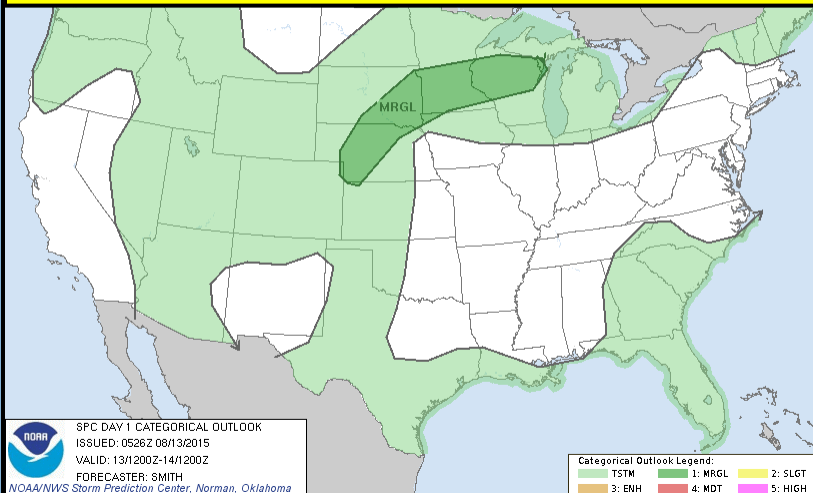 MRGL
SPC DAY 1 CATEGORICAL OUTLOOK
ISSUED: 0526Z 08/13/2015
VALID: 13/1200Z-14/1200Z
FORECASTER: SMITH
NOAA/NWS Storm Prediction Center, Norman, Oklahoma
NOAA
Categorical Outlook Legend:
TSTM 1: MRGL 2: SLGT
3: ENH 4: MDT 5: HIGH